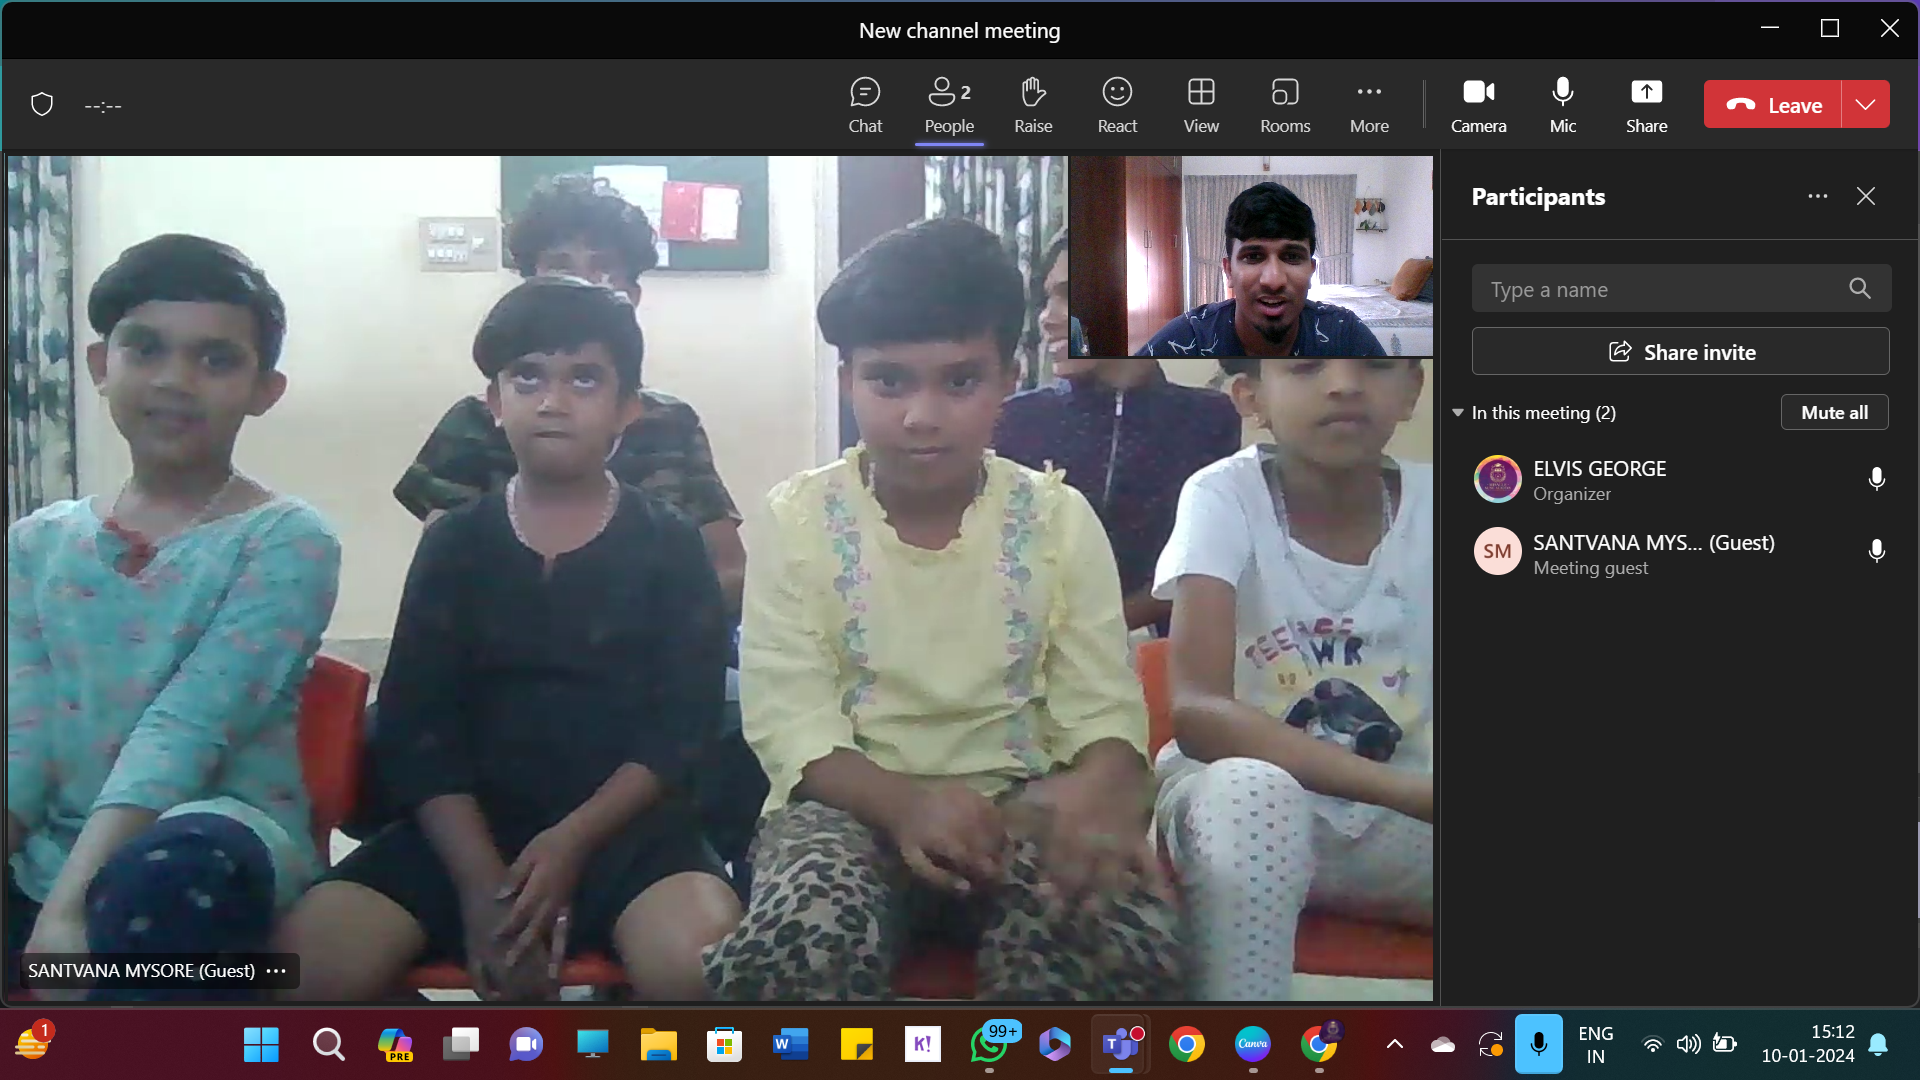 New channel meeting
--:--
Chat
People 2
Raise
React
View
Rooms
More
Camera
Mic
Share
Leave
Participants
Type a name
Share invite
In this meeting (2)
Mute all
ELVIS GEORGE
Organizer
SM
SANTVANA MYS... (Guest)
Meeting guest
TEE
WR
SANTVANA MYSORE (Guest)
1
PRE
W
K!
99+
T
Canva
ENG
IN
15:12
10-01-2024